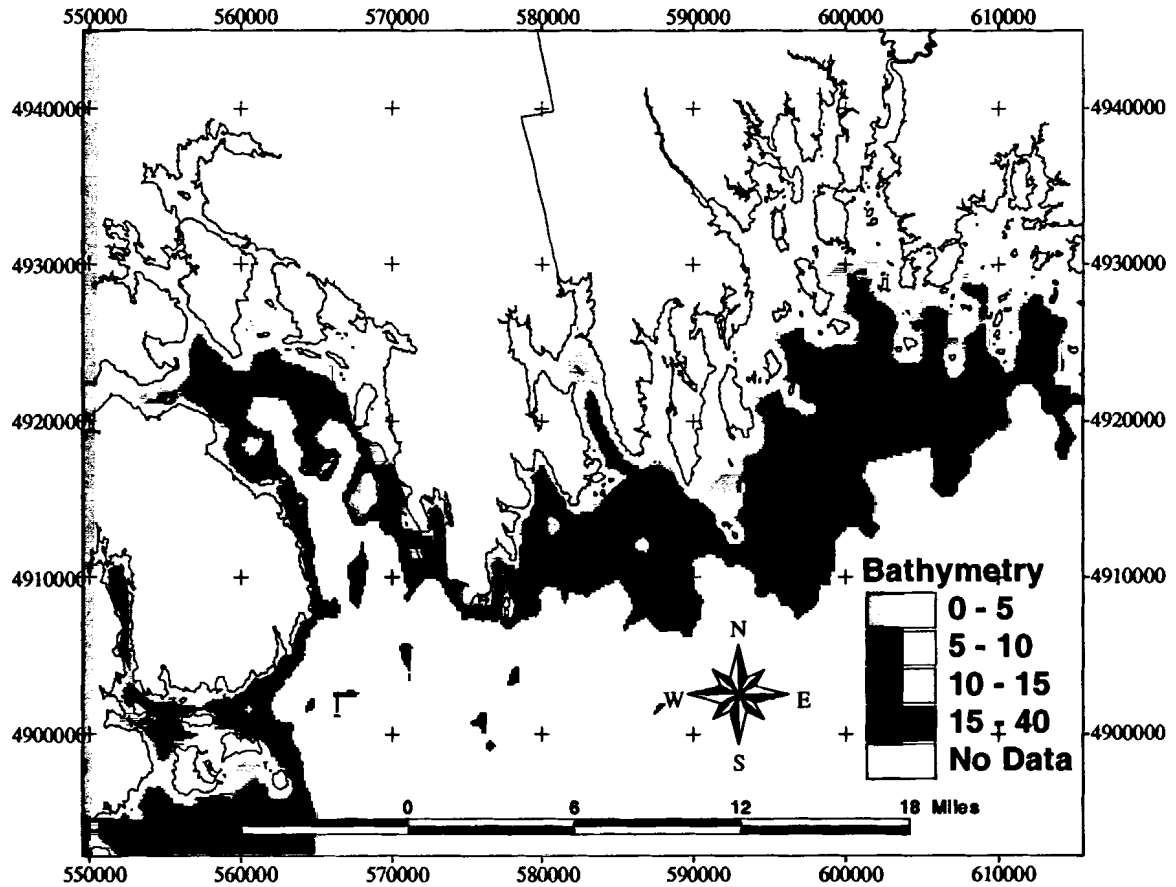 550000 560000 570000 580000 590000 600000 610000
4940000 4940000
4930000 4930000
4920000 4920000
4910000 4910000
Bathymetry
0 - 5
5 - 10
10 - 15
15 - 40
No Data
N
W E
S
4900000 4900000
0 6 12 18 Miles
550000 560000 570000 580000 590000 600000 610000